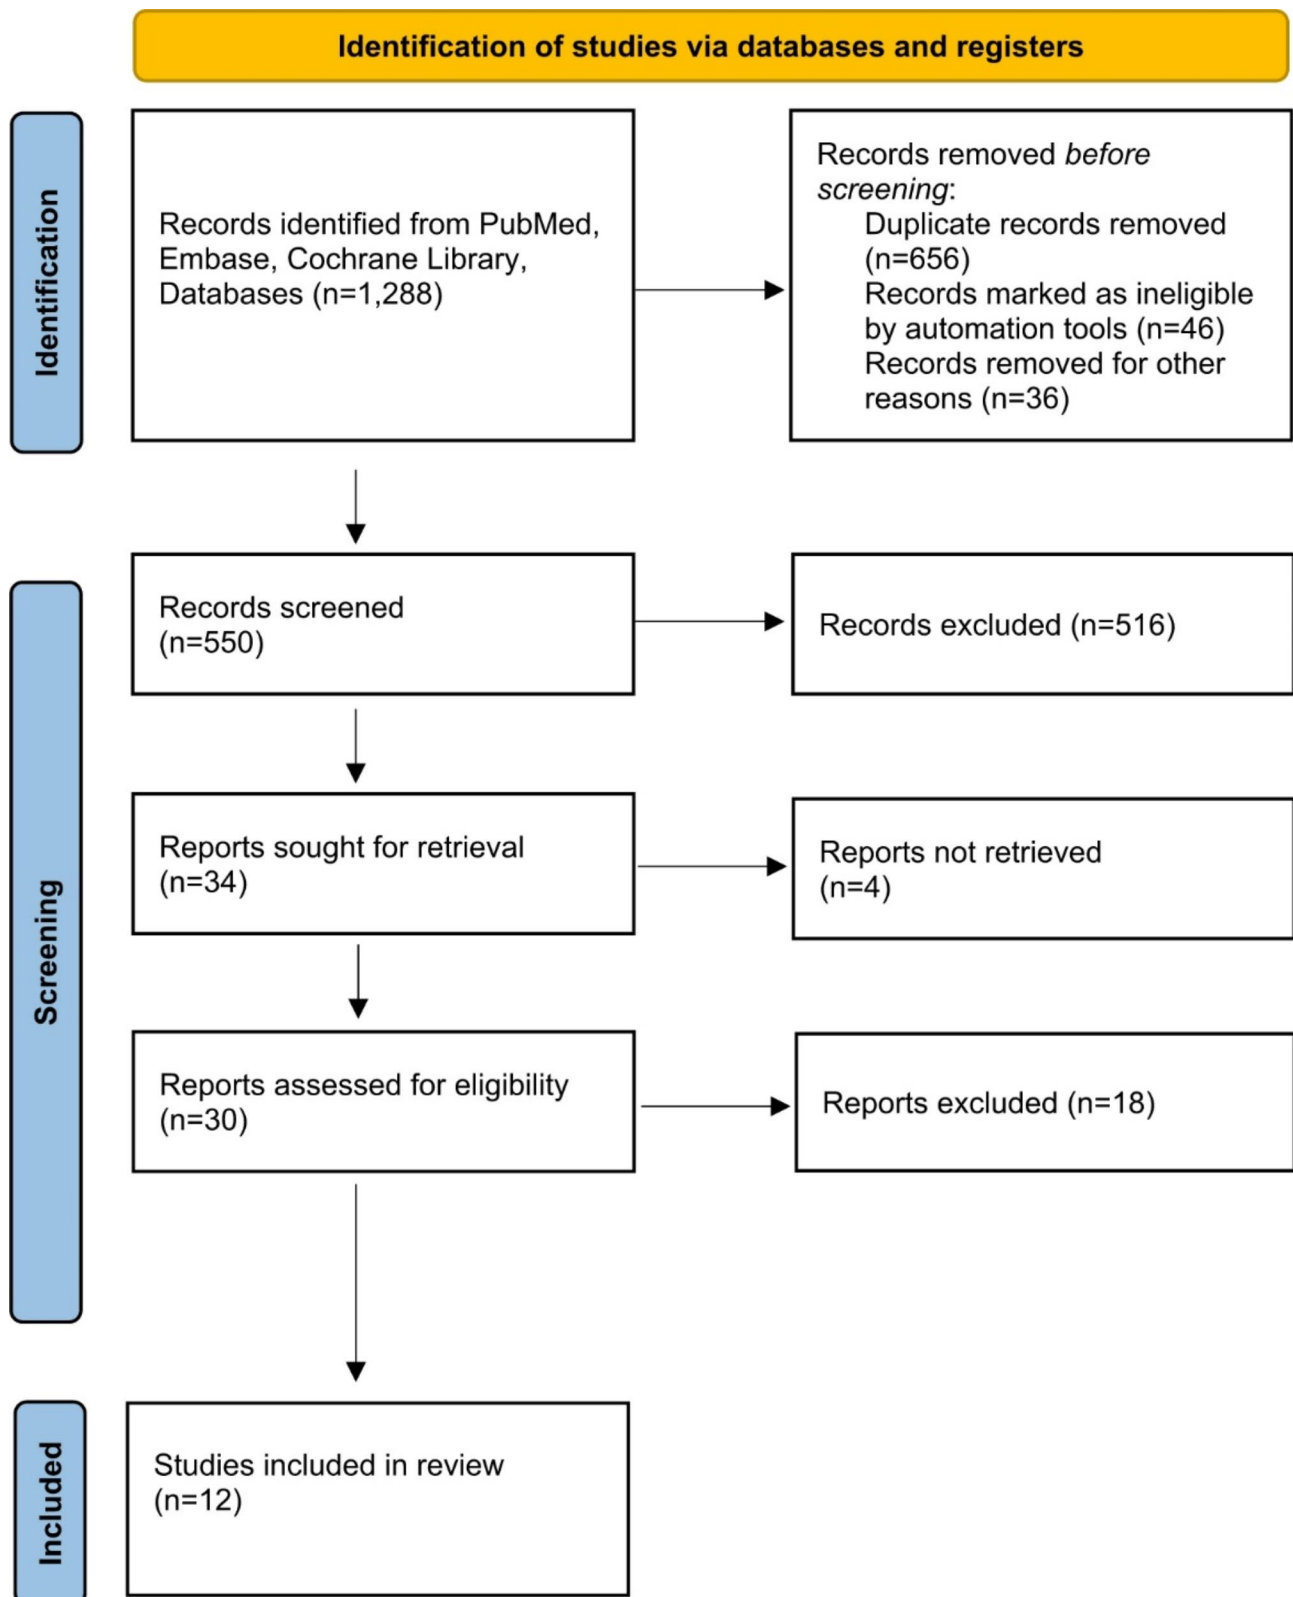 Identification of studies via databases and registers
Identification
Records identified from PubMed,
Embase, Cochrane Library,
Databases (n=1,288)
Records removed before
screening:
Duplicate records removed
(n=656)
Records marked as ineligible
by automation tools (n=46)
Records removed for other
reasons (n=36)
Screening
Records screened
(n=550)
Records excluded (n=516)
Reports sought for retrieval
(n=34)
Reports not retrieved
(n=4)
Reports assessed for eligibility
(n=30)
Reports excluded (n=18)
Included
Studies included in review
(n=12)